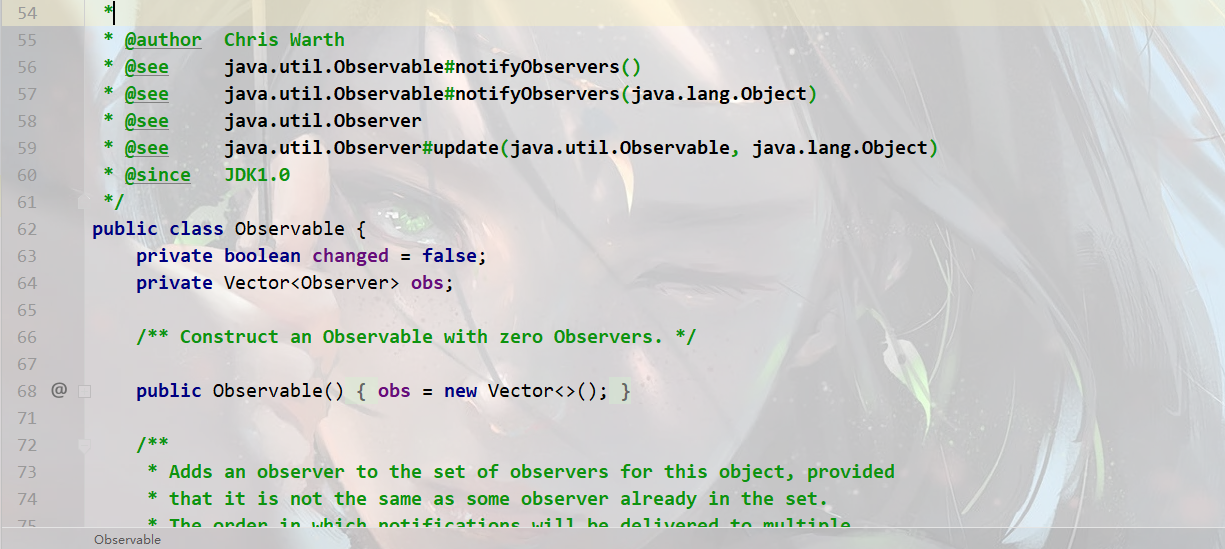 54 *
55 * @author Chris Warth
56 * @see java.util.Observable#notifyObservers()
57 * @see java.util.Observable#notifyObservers(java.lang.Object)
58 * @see java.util.Observer
59 * @see java.util.Observer#update(java.util.Observable, java.lang.Object)
60 * @since JDK1.0
61 */
62 public class Observable {
63 private boolean changed = false;
64 private Vector<Observer> obs;
65
66 /** Construct an Observable with zero Observers. */
67
68 @ public Observable() { obs = new Vector<>(); }
71
72 /**
73 * Adds an observer to the set of observers for this object, provided
74 * that it is not the same as some observer already in the set.
75 * The order in which notifications will be delivered to multiple
Observable